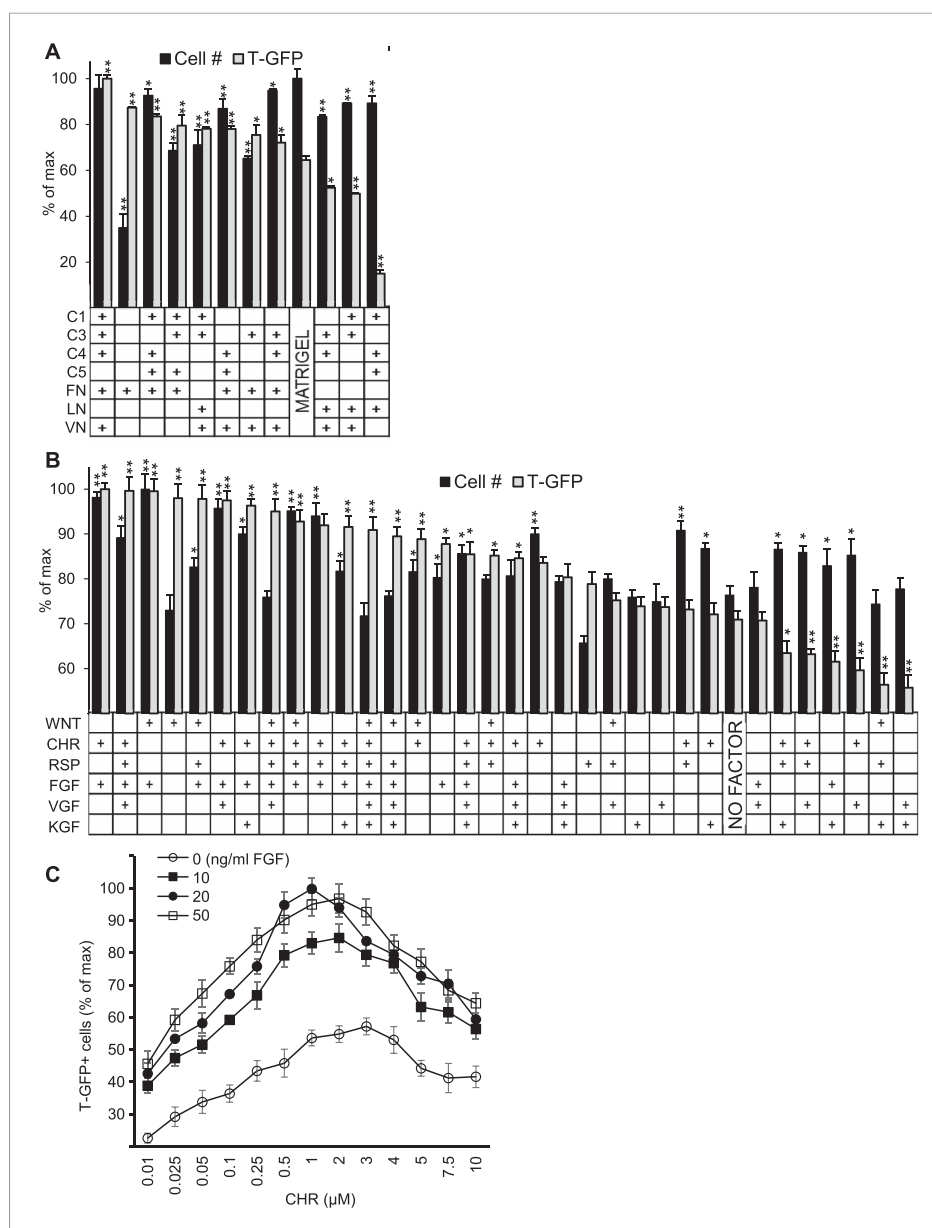 A
Cell # T-GFP
100
80
60
40
20
% of max
C1 + + + + + +
C3 + + + + + + +
C4 + + + + + +
C5 + + + +
FN + + + + + + +
LN + + + +
VN + + + + + + +
MATRIGEL
B
Cell # T-GFP
100
90
80
70
60
% of max
WNT + + + + + + + + + + +
CHR + + + + + + + + + + + + + + + + + + +
RSP + + + + + + + + + + + + + + + +
FGF + + + + + + + + + + + + + + + + + +
VGF + + + + + + + + + + + + + +
KGF + + + + + + + + + + + + +
NO FACTOR
C
0 (ng/ml FGF)
10
20
50
100
90
80
70
60
50
40
30
T-GFP+ cells (% of max)
0.01 0.025 0.05 0.1 0.25 0.5 1 2 3 4 5 7.5 10
CHR (µM)